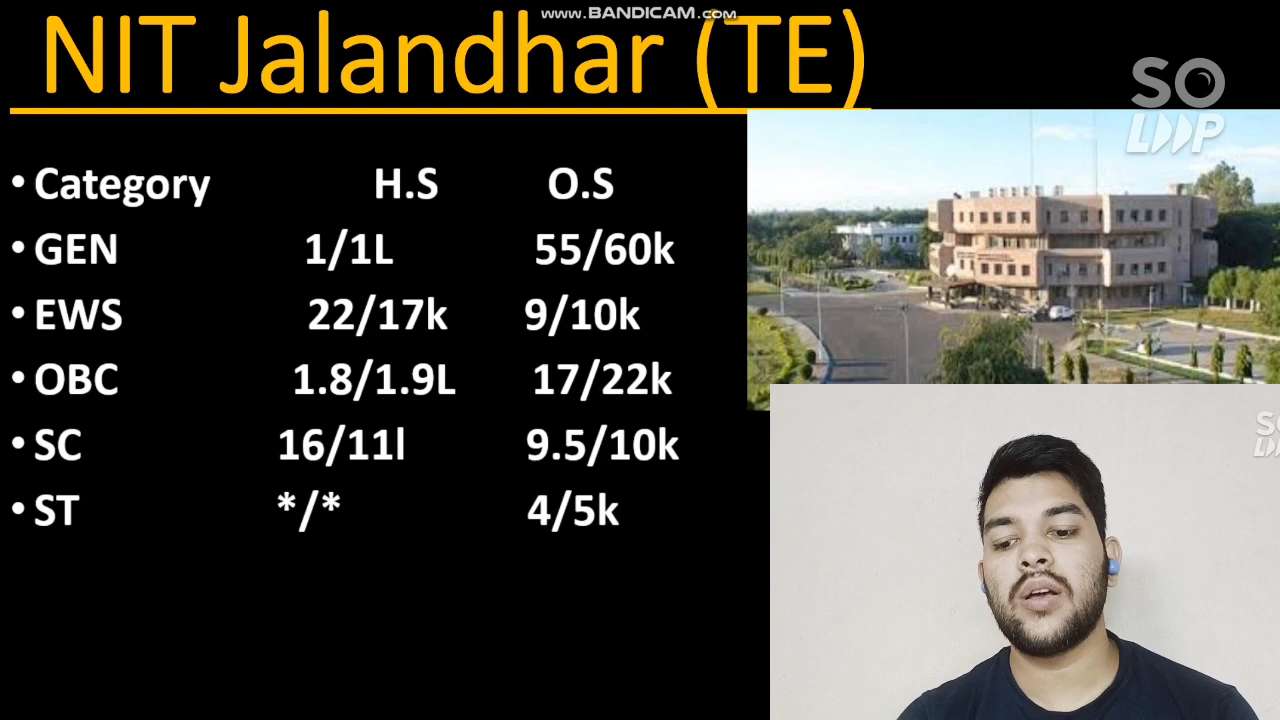 www.BANDICAM.com
NIT Jalandhar (TE)
SO
LOOP
• Category H.S O.S
• GEN 1/1L 55/60k
• EWS 22/17k 9/10k
• OBC 1.8/1.9L 17/22k
• SC 16/11l 9.5/10k
• ST */* 4/5k